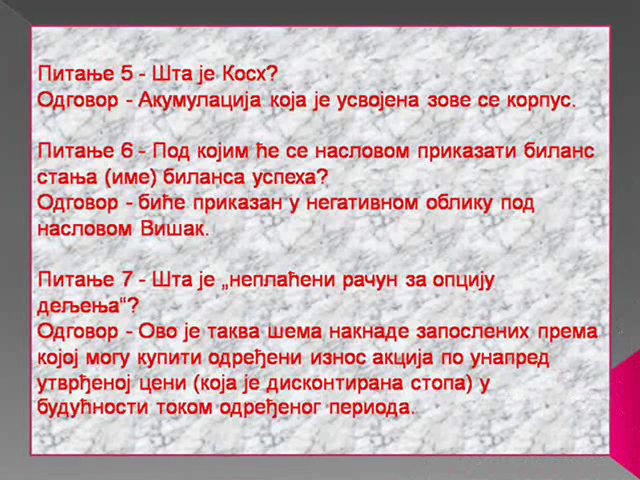 Питање 5 - Шта је Косх?
Одговор - Акумулација која је усвојена зове се корпус.
Питање 6 - Под којим ће се насловом приказати биланс
стања (име) биланса успеха?
Одговор - биће приказан у негативном облику под
насловом Вишак.
Питање 7 - Шта је „неплаћени рачун за опцију
дељења“?
Одговор - Ово је таква шема накнаде запослених према
којој могу купити одређени износ акција по унапред
утврђеној цени (која је дисконтирана стопа) у
будућности током одређеног периода.